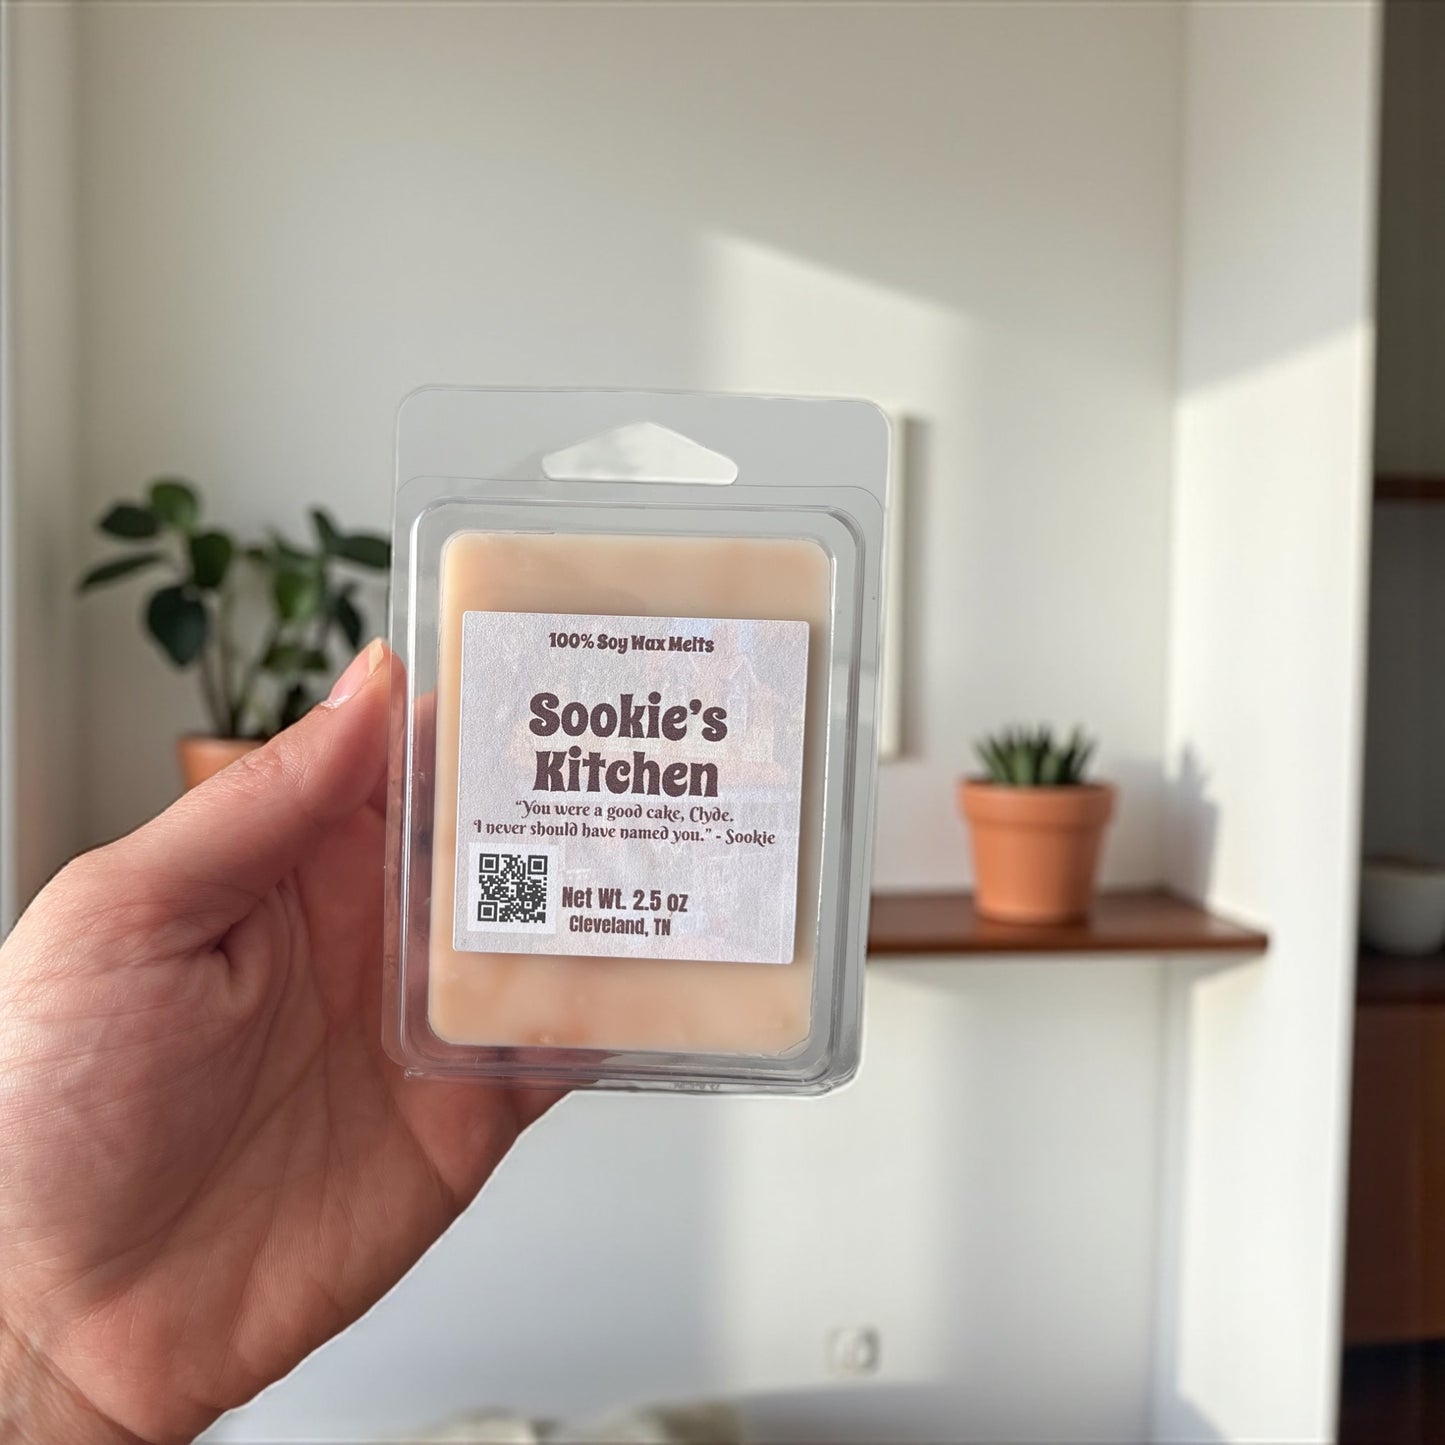 100% Soy Wax Melts
Sookie's
Kitchen
"You were a good cake, Clyde.
I never should have named you." - Sookie
Net Wt. 2.5 oz
Cleveland, TN